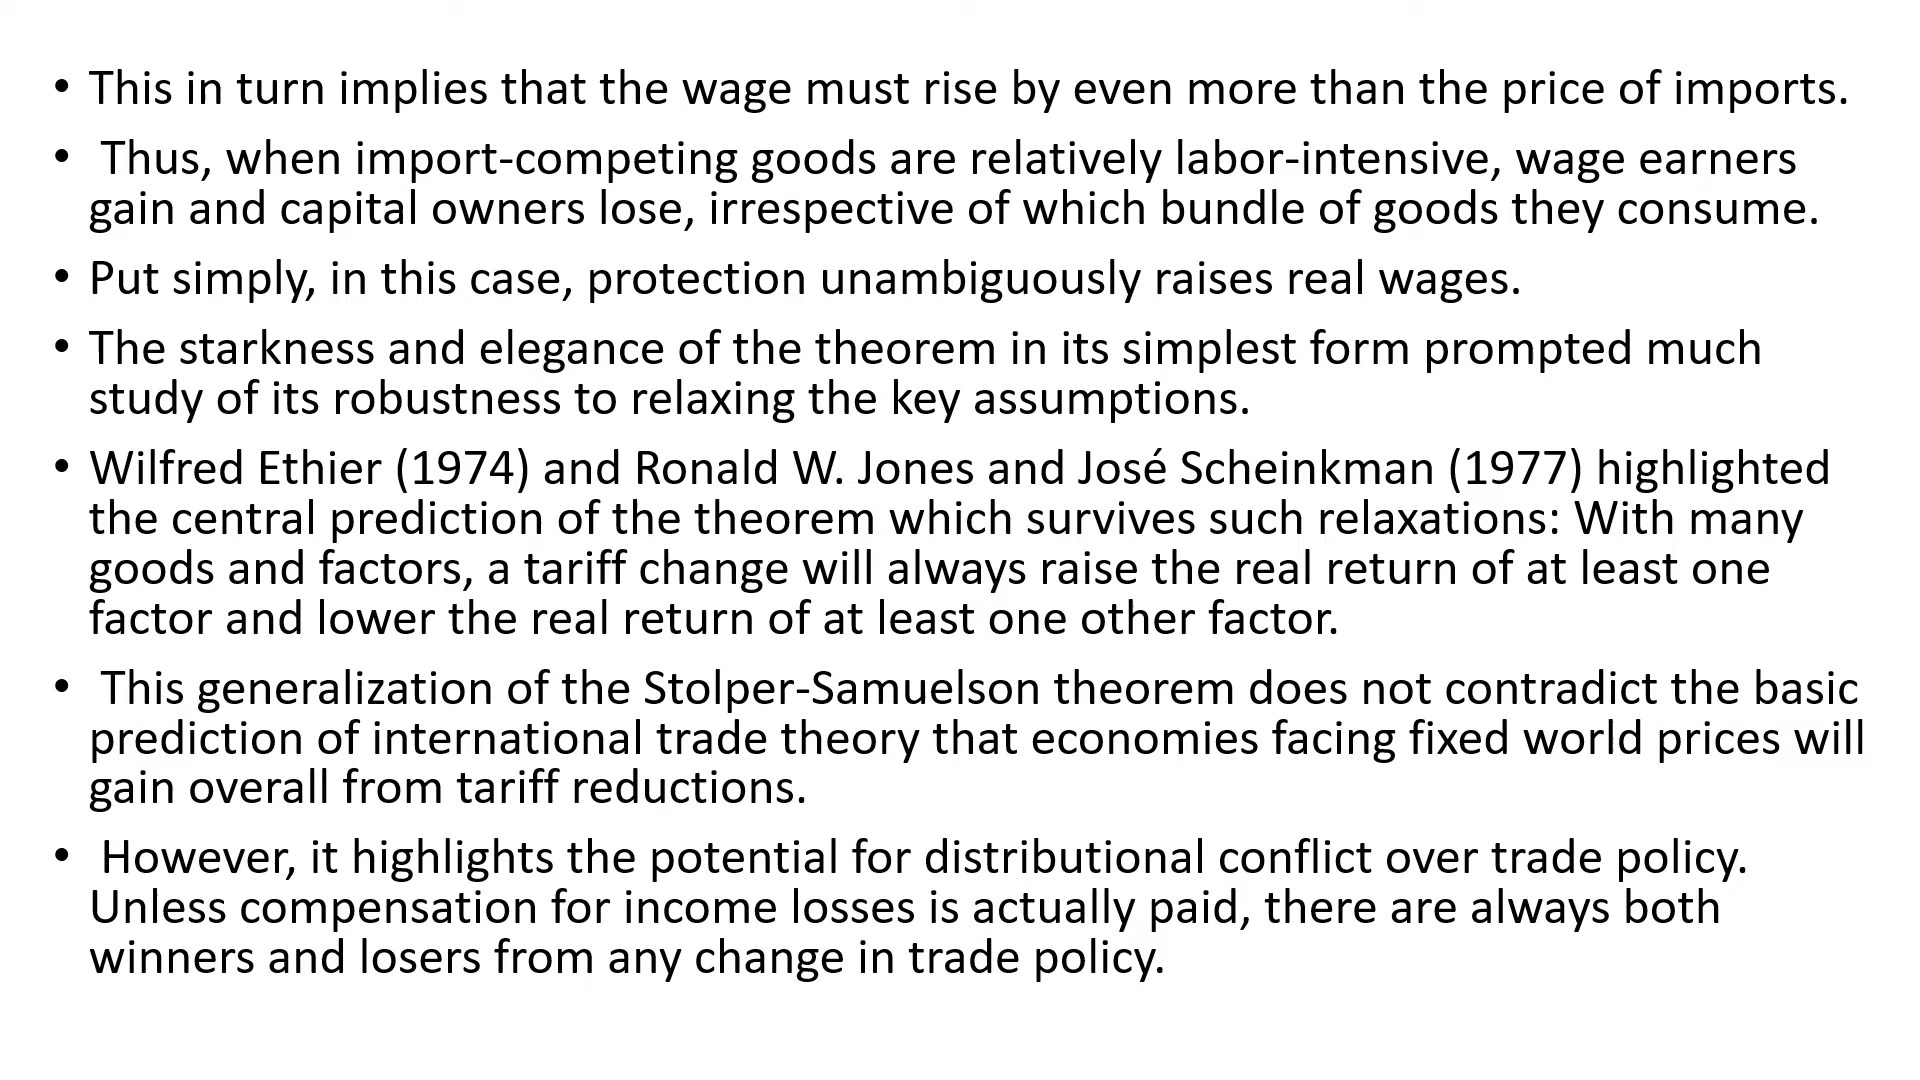 • This in turn implies that the wage must rise by even more than the price of imports.
• Thus, when import-competing goods are relatively labor-intensive, wage earners
gain and capital owners lose, irrespective of which bundle of goods they consume.
• Put simply, in this case, protection unambiguously raises real wages.
• The starkness and elegance of the theorem in its simplest form prompted much
study of its robustness to relaxing the key assumptions.
• Wilfred Ethier (1974) and Ronald W. Jones and José Scheinkman (1977) highlighted
the central prediction of the theorem which survives such relaxations: With many
goods and factors, a tariff change will always raise the real return of at least one
factor and lower the real return of at least one other factor.
• This generalization of the Stolper-Samuelson theorem does not contradict the basic
prediction of international trade theory that economies facing fixed world prices will
gain overall from tariff reductions.
• However, it highlights the potential for distributional conflict over trade policy.
Unless compensation for income losses is actually paid, there are always both
winners and losers from any change in trade policy.